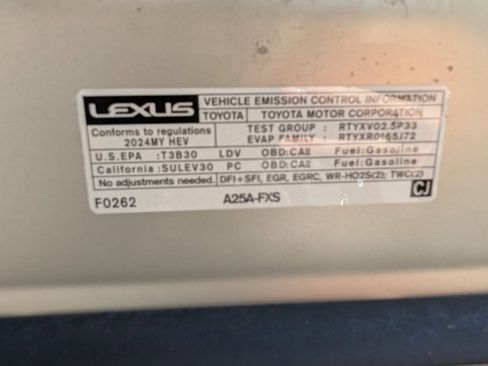 LEXUS VEHICLE EMISSION CONTROL INFORMATION
TOYOTA TOYOTA MOTOR CORPORATION
Conforms to regulations TEST GROUP : RTYXV02.5P33
2024MY HEV EVAP FAMILY : RTYXR0165J72
U.S.EPA :T3B30 LDV OBD:CAII Fuel:Gasoline
California :SULEV30 PC OBD:CAII Fuel:Gasoline
No adjustments needed. DFI+SFI, EGR, EGRC, WR-HO2S(2), TWC(2)
F0262 A25A-FXS CJ